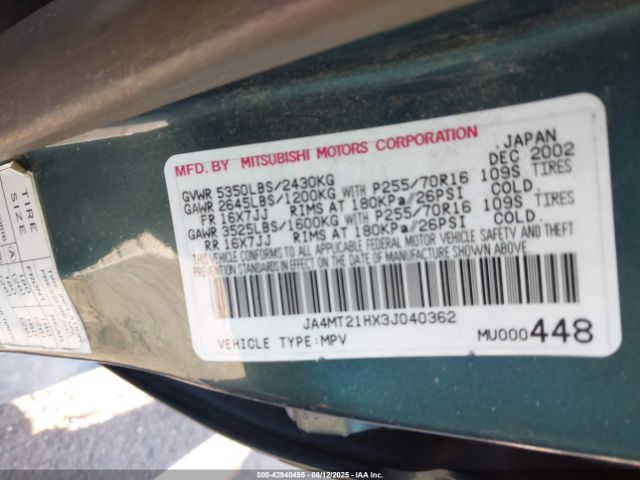 MFD. BY MITSUBISHI MOTORS CORPORATION JAPAN
GVWR 5350LBS/2430KG DEC 2002
GAWR 2645LBS/1200KG WITH P255/70R16 109S TIRES
FR 16X7JJ RIMS AT 180KPa/26PSI COLD.
GAWR 3525LBS/1600KG WITH P255/70R16 109S TIRES
RR 16X7JJ RIMS AT 180KPa/26PSI COLD.
THIS VEHICLE CONFORMS TO ALL APPLICABLE FEDERAL MOTOR VEHICLE SAFETY AND THEFT
PREVENTION STANDARDS IN EFFECT ON THE DATE OF MANUFACTURE SHOWN ABOVE.
JA4MT21HX3J040362
VEHICLE TYPE:MPV MU000448
TIRE
SIZE
A
000-42940495 - 08/12/2025 - IAAI.COM